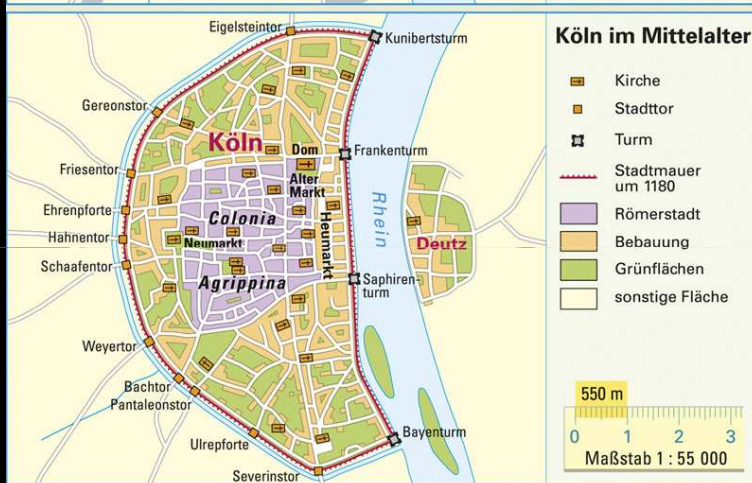 Eigelsteintor
Kunibertsturm
Gereonstor
Köln
Dom
Frankenturm
Friesentor
Alter
Markt
Ehrenpforte
Colonia
Heumarkt
Rhein
Hähnentor
Neumarkt
Deutz
Schaafentor
Agrippina
Saphiren-
turm
Weyertor
Bachtor
Pantaleonstor
Ulrepforte
Bayenturm
Severinstor
Köln im Mittelalter
Kirche
Stadttor
Turm
Stadtmauer
um 1180
Römerstadt
Bebauung
Grünflächen
sonstige Fläche
550 m
0 1 2 3
Maßstab 1 : 55 000